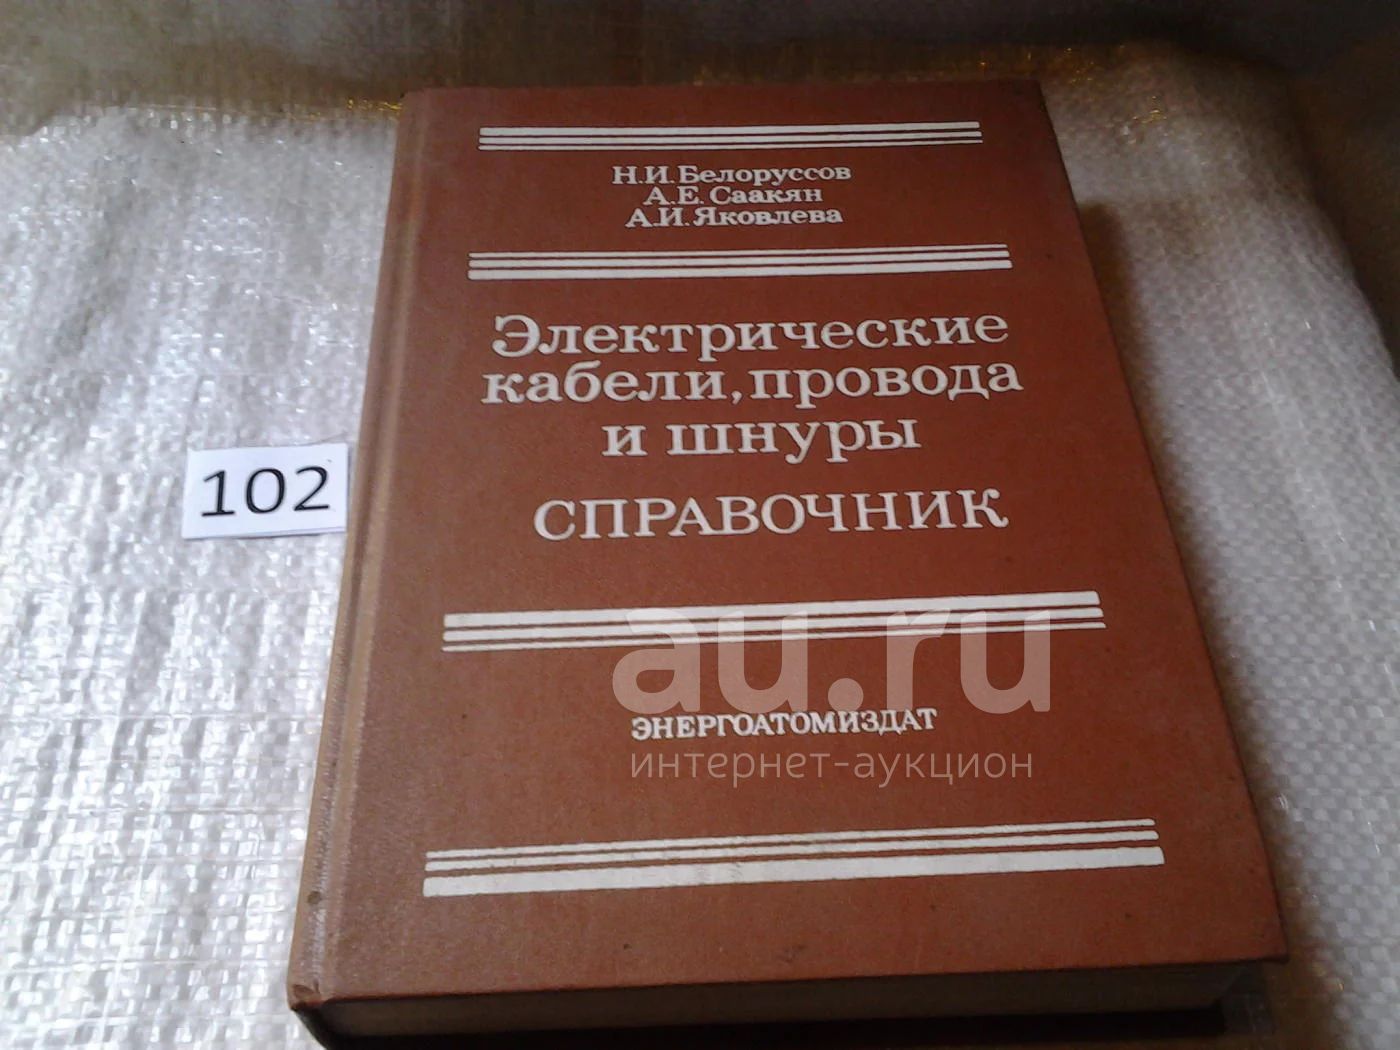 Н.И. Белоруссов
А.Е. Саакян
А.И. Яковлева
Электрические
кабели, провода
и шнуры
СПРАВОЧНИК
102
au.ru
ЭНЕРГОАТОМИЗДАТ
интернет-аукцион